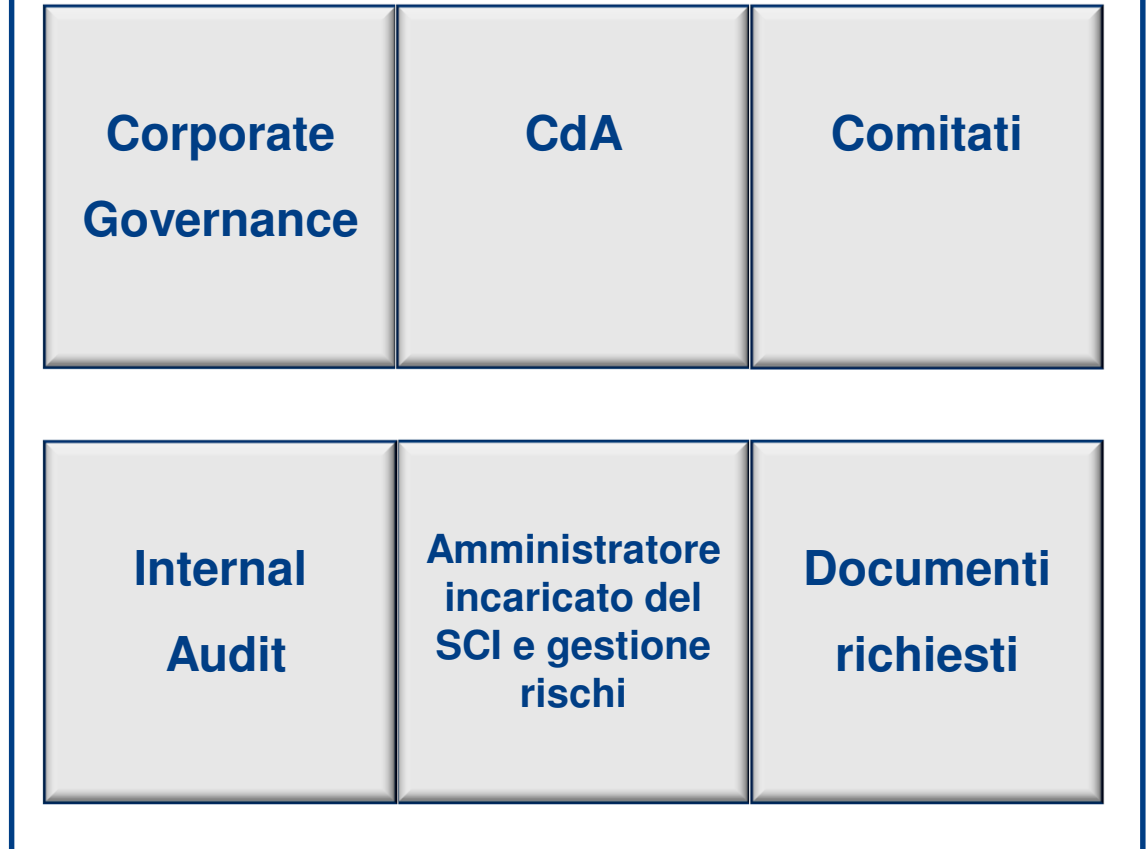 Corporate
Governance
CdA
Comitati
Internal
Audit
Amministratore
incaricato del
SCI e gestione
rischi
Documenti
richiesti